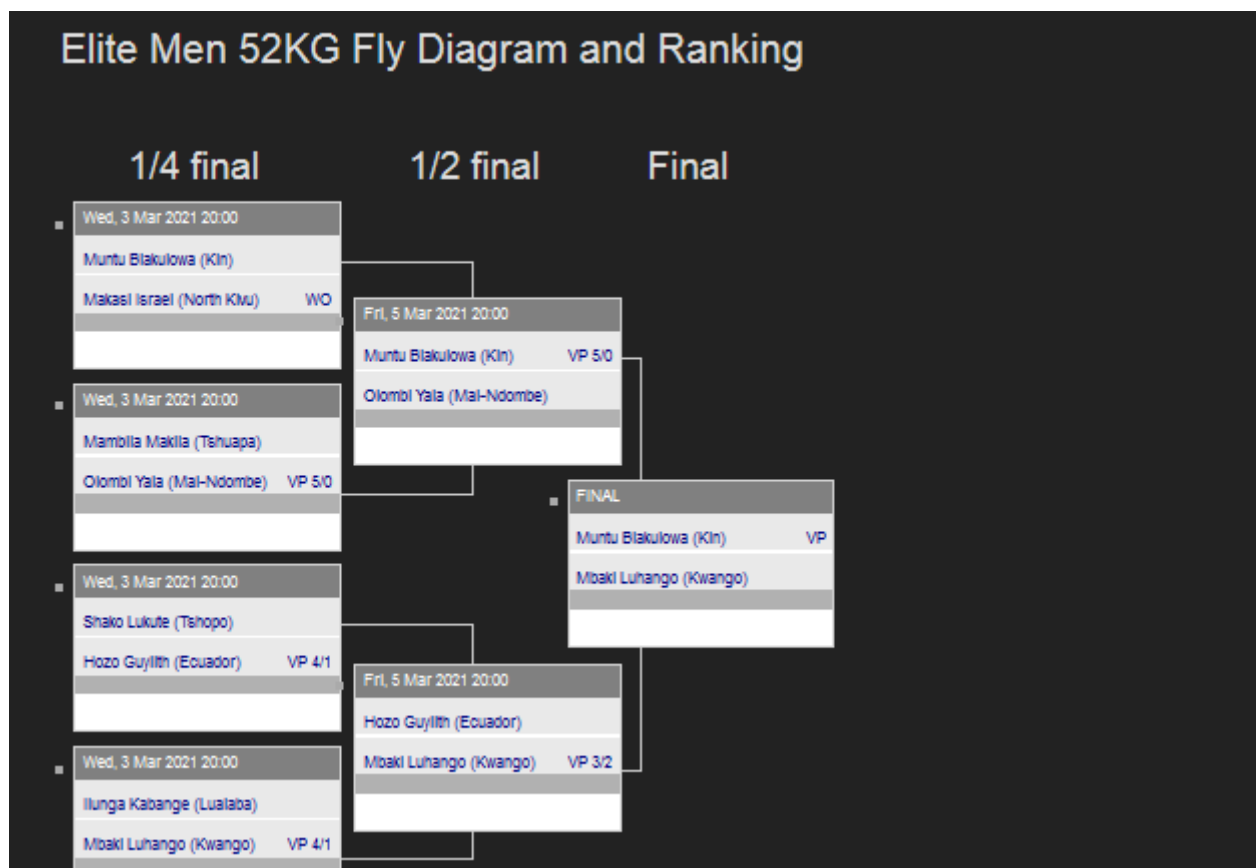 Elite Men 52KG Fly Diagram and Ranking
1/4 final 1/2 final Final
Wed, 3 Mar 2021 20:00
Muntu Biakulowa (Kin)
Makasi Israel (North Kivu) WO
Wed, 3 Mar 2021 20:00
Mambila Makila (Tshuapa)
Olombi Yala (Mai-Ndombe) VP 5/0
Wed, 3 Mar 2021 20:00
Shako Lukute (Tshopo)
Hozo Guylith (Ecuador) VP 4/1
Wed, 3 Mar 2021 20:00
Ilunga Kabange (Lualaba)
Mbaki Luhango (Kwango) VP 4/1
Fri, 5 Mar 2021 20:00
Muntu Biakulowa (Kin) VP 5/0
Olombi Yala (Mai-Ndombe)
Fri, 5 Mar 2021 20:00
Hozo Guylith (Ecuador)
Mbaki Luhango (Kwango) VP 3/2
FINAL
Muntu Biakulowa (Kin) VP
Mbaki Luhango (Kwango)